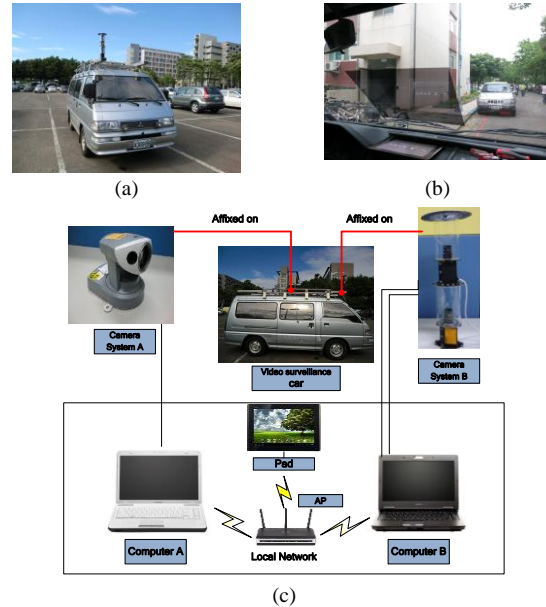 (a)
(b)
Affixed on
Affixed on
Camera
System A
Video surveillance
car
Camera
System B
Pad
AP
Computer A
Local Network
Computer B
(c)